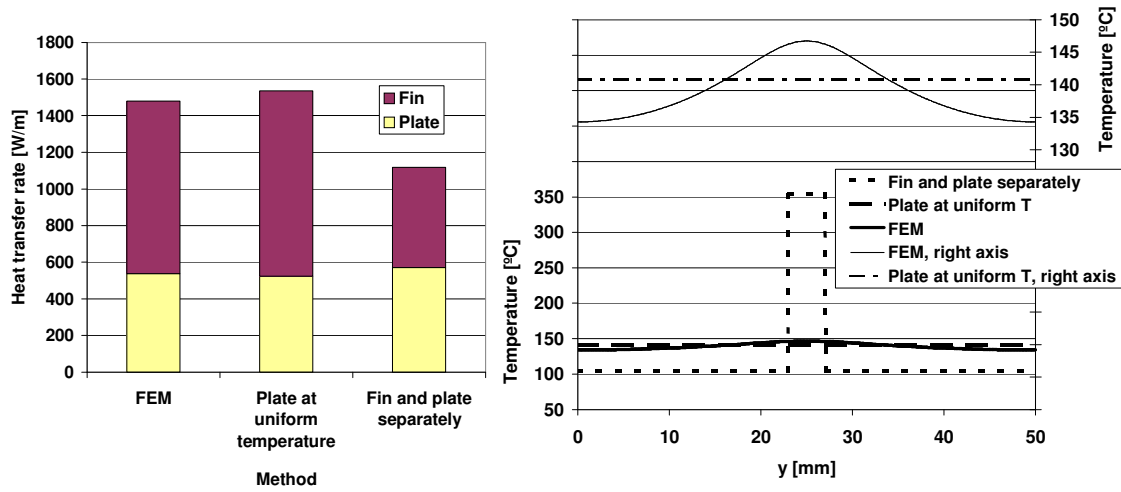 1800
1600
1400
1200
1000
800
600
400
200
0
Heat transfer rate [W/m]
Fin
Plate
FEM
Plate at
uniform
temperature
Fin and plate
separately
Method
150
145
140
135
130
Temperature [ºC]
350
300
250
200
150
100
50
Temperature [ºC]
Fin and plate separately
Plate at uniform T
FEM
FEM, right axis
Plate at uniform T, right axis
0
10
20
30
40
50
y [mm]